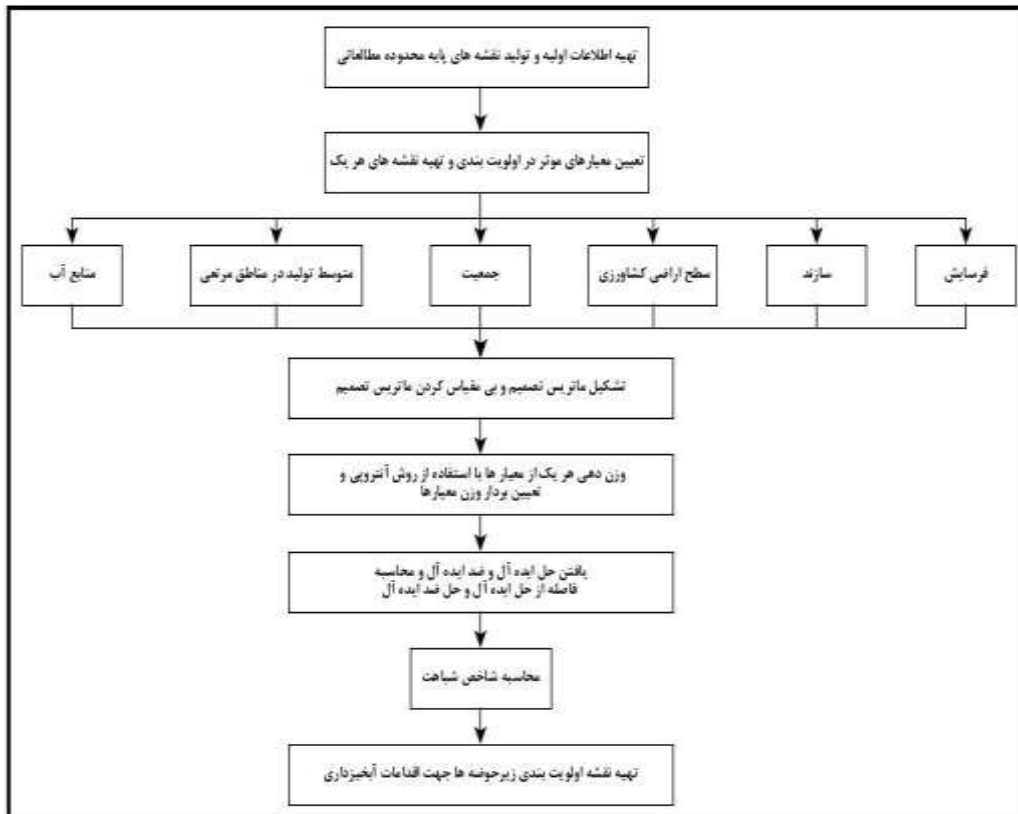 تهیه اطلاعات اولیه و تولید نقشه های پایه محدوده مطالعاتی
تعیین معیارهای موثر در اولویت بندی و تهیه نقشه های هر یک
فرسایش
سازند
سطح اراضی کشاورزی
جمعیت
متوسط تولید در مناطق مرتعی
منابع آب
تشکیل ماتریس تصمیم و بی مقیاس کردن ماتریس تصمیم
وزن دهی هر یک از معیار ها با استفاده از روش آنتروپی و
تعیین بردار وزن معیارها
یافتن حل ایده آل و ضد ایده آل و محاسبه
فاصله از حل ایده آل و حل ضد ایده آل
محاسبه شاخص شباهت
تهیه نقشه اولویت بندی زیرحوضه ها جهت اقدامات آبخیزداری